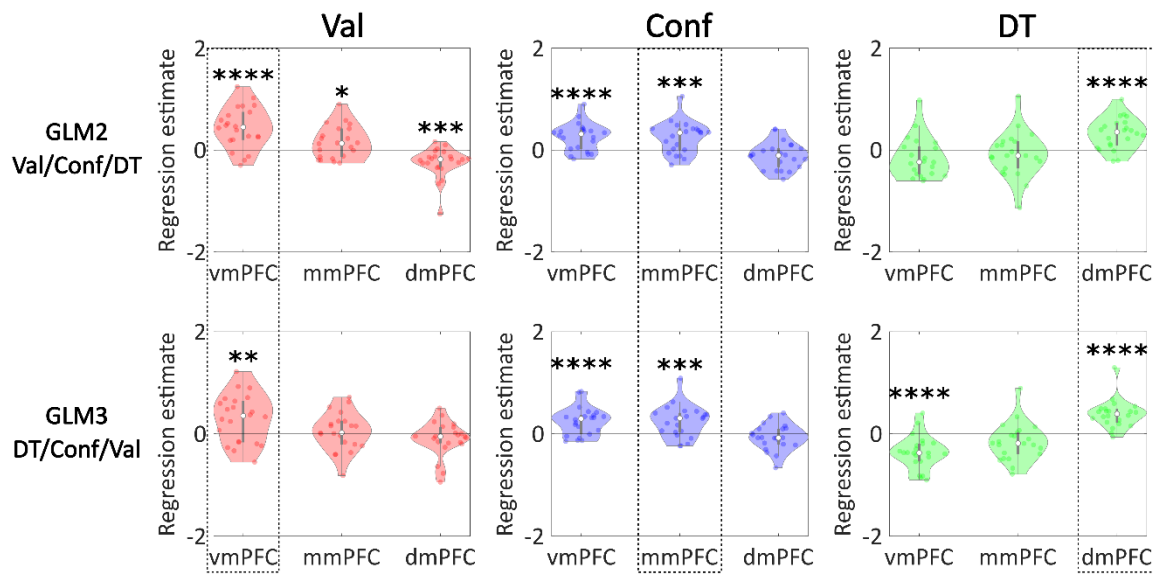 Val Conf DT
GLM2
Val/Conf/DT
Regression estimate
2
0
-2
**** * ***
vmPFC mmPFC dmPFC
Regression estimate
2
0
-2
**** ***
vmPFC mmPFC dmPFC
Regression estimate
2
0
-2
****
vmPFC mmPFC dmPFC
GLM3
DT/Conf/Val
Regression estimate
2
0
-2
**
vmPFC mmPFC dmPFC
Regression estimate
2
0
-2
**** ***
vmPFC mmPFC dmPFC
Regression estimate
2
0
-2
**** ****
vmPFC mmPFC dmPFC